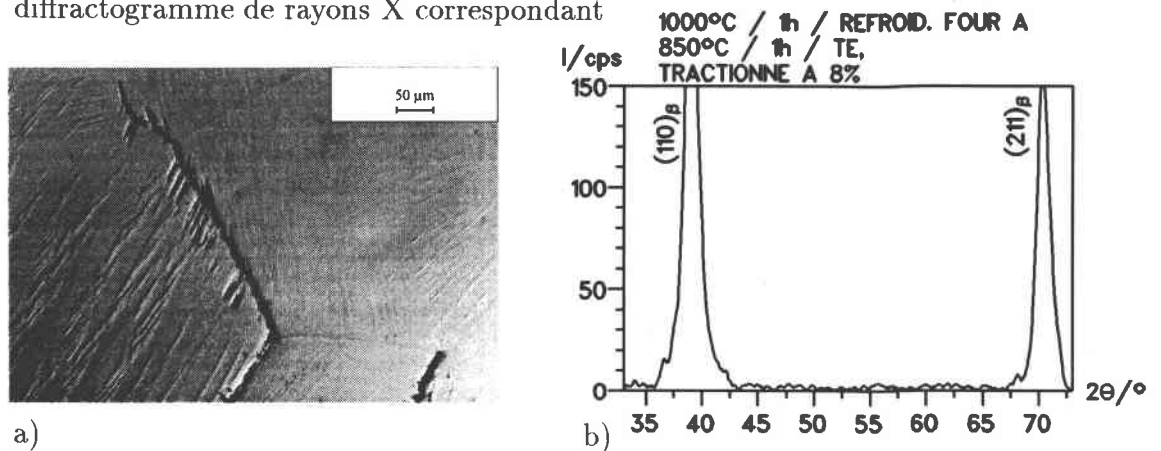 diffractogramme de rayons X correspondant
50 µm
a)
1000°C / 1h / REFROID. FOUR A
850°C / 1h / TE,
TRACTIONNE A 8%
I/cps
150
100
50
0
(110)β
(211)β
35 40 45 50 55 60 65 70
2θ/°
b)